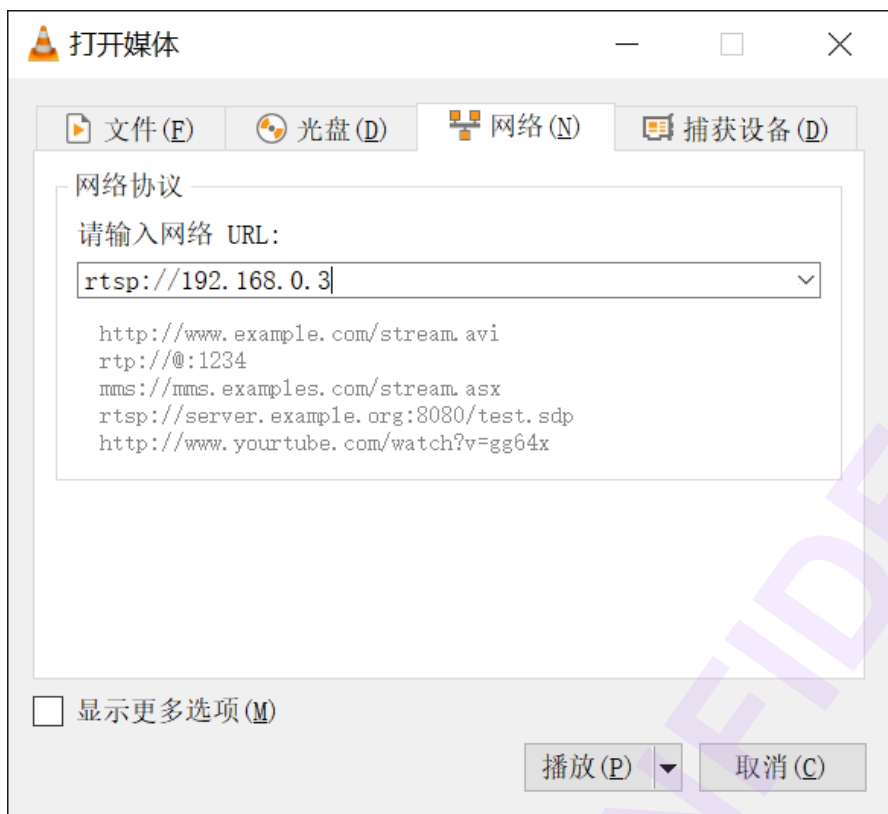 打开媒体
文件(F)
光盘(D)
网络(N)
捕获设备(D)
网络协议
请输入网络 URL:
rtsp://192.168.0.3
http://www.example.com/stream.avi
rtp://@:1234
mms://mms.examples.com/stream.asx
rtsp://server.example.org:8080/test.sdp
http://www.yourtube.com/watch?v=gg64x
显示更多选项(M)
播放(P)
取消(C)